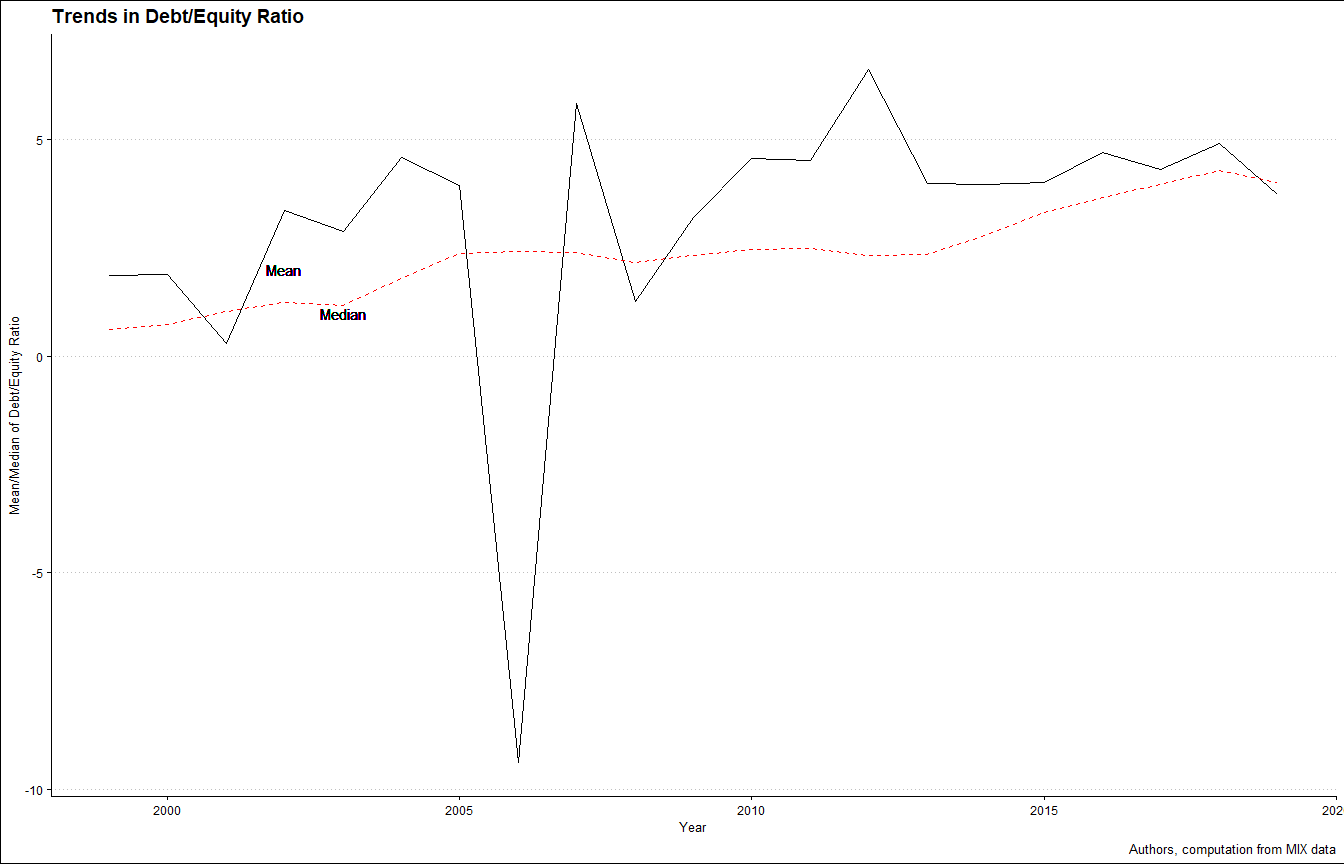 Trends in Debt/Equity Ratio
Mean/Median of Debt/Equity Ratio
5
0
-5
-10
Mean
Median
2000
2005
2010
2015
202
Year
Authors, computation from MIX data